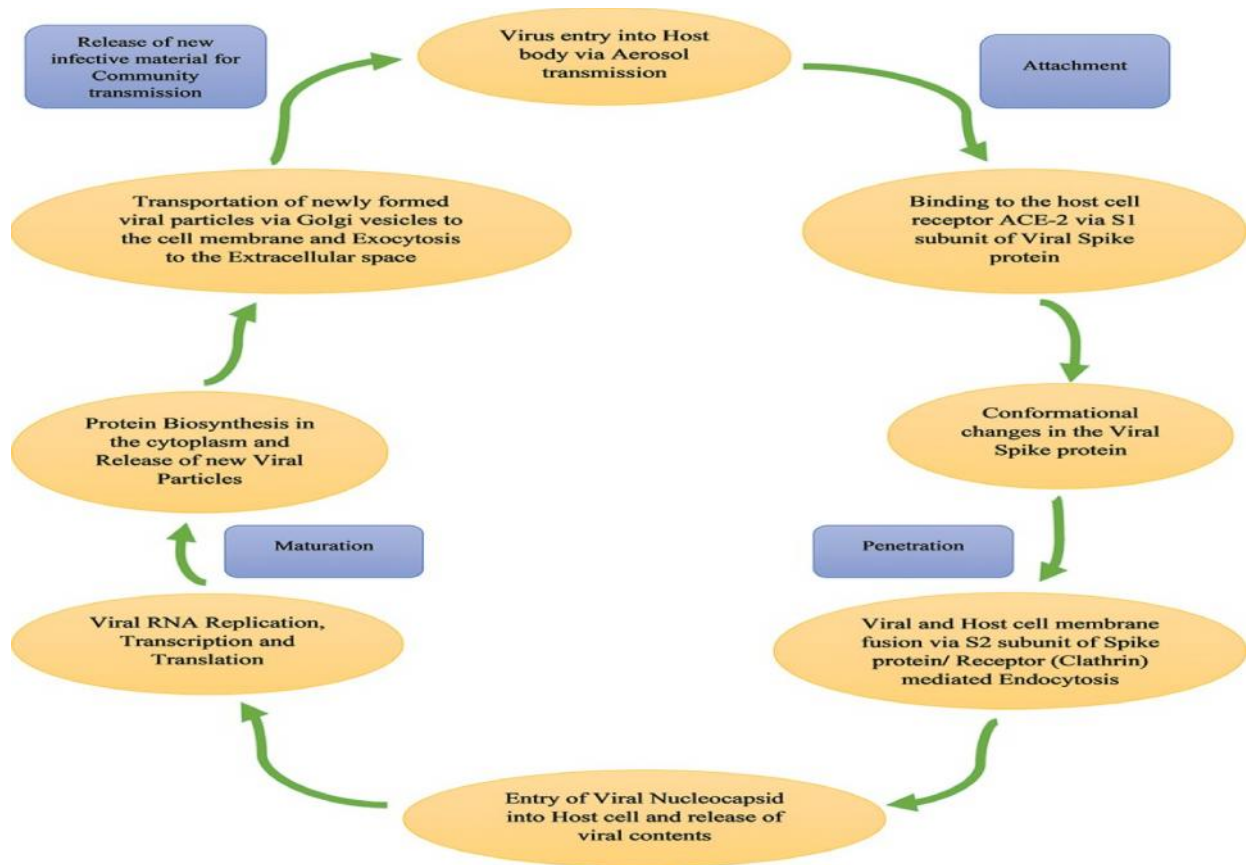 Release of new
infective material for
Community
transmission
Virus entry into Host
body via Aerosol
transmission
Attachment
Binding to the host cell
receptor ACE-2 via S1
subunit of Viral Spike
protein
Conformational
changes in the Viral
Spike protein
Penetration
Viral and Host cell membrane
fusion via S2 subunit of Spike
protein/ Receptor (Clathrin)
mediated Endocytosis
Entry of Viral Nucleocapsid
into Host cell and release of
viral contents
Viral RNA Replication,
Transcription and
Translation
Maturation
Protein Biosynthesis in
the cytoplasm and
Release of new Viral
Particles
Transportation of newly formed
viral particles via Golgi vesicles to
the cell membrane and Exocytosis
to the Extracellular space